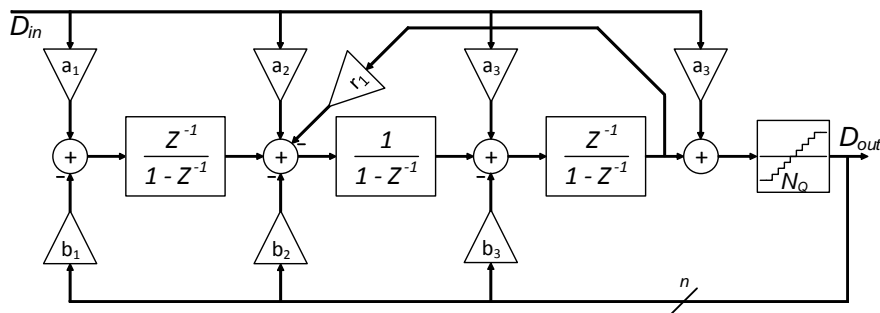 D_in
a₁
a₂
r₁
a₃
a₃
+
-
Z⁻¹
1 - Z⁻¹
+
-
-
1
1 - Z⁻¹
+
-
Z⁻¹
1 - Z⁻¹
+
N_Q
D_out
b₁
b₂
b₃
n